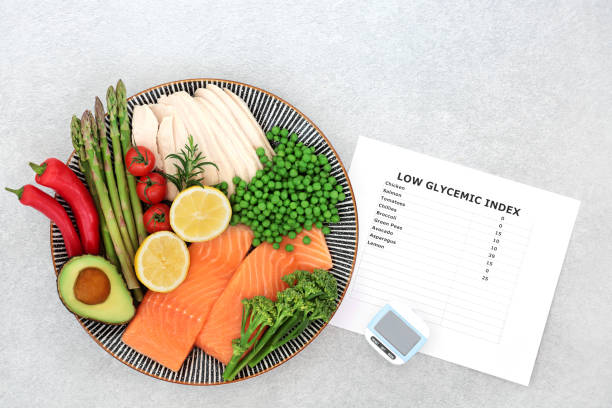 LOW GLYCEMIC INDEX
Chicken 0
Salmon 0
Tomatoes 15
Chillies 10
Broccoli 10
Green Peas 39
Avocado 15
Asparagus 0
Lemon 25